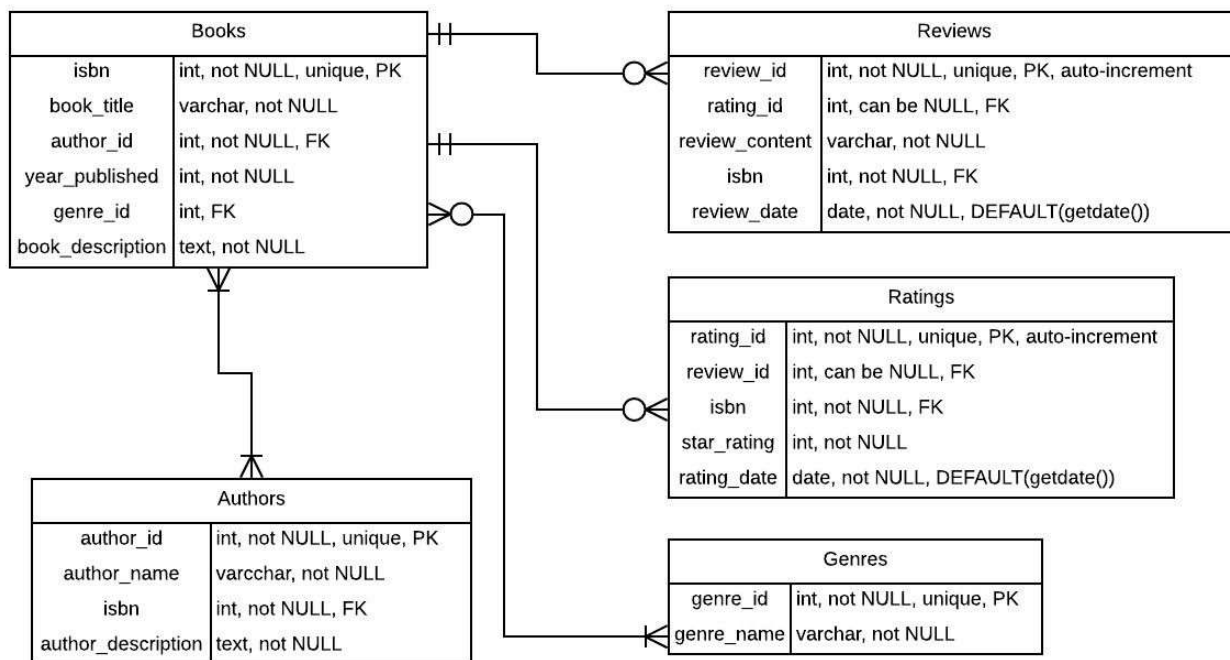 Books
isbn int, not NULL, unique, PK
book_title varchar, not NULL
author_id int, not NULL, FK
year_published int, not NULL
genre_id int, FK
book_description text, not NULL
Reviews
review_id int, not NULL, unique, PK, auto-increment
rating_id int, can be NULL, FK
review_content varchar, not NULL
isbn int, not NULL, FK
review_date date, not NULL, DEFAULT(getdate())
Ratings
rating_id int, not NULL, unique, PK, auto-increment
review_id int, can be NULL, FK
isbn int, not NULL, FK
star_rating int, not NULL
rating_date date, not NULL, DEFAULT(getdate())
Authors
author_id int, not NULL, unique, PK
author_name varcchar, not NULL
isbn int, not NULL, FK
author_description text, not NULL
Genres
genre_id int, not NULL, unique, PK
genre_name varchar, not NULL